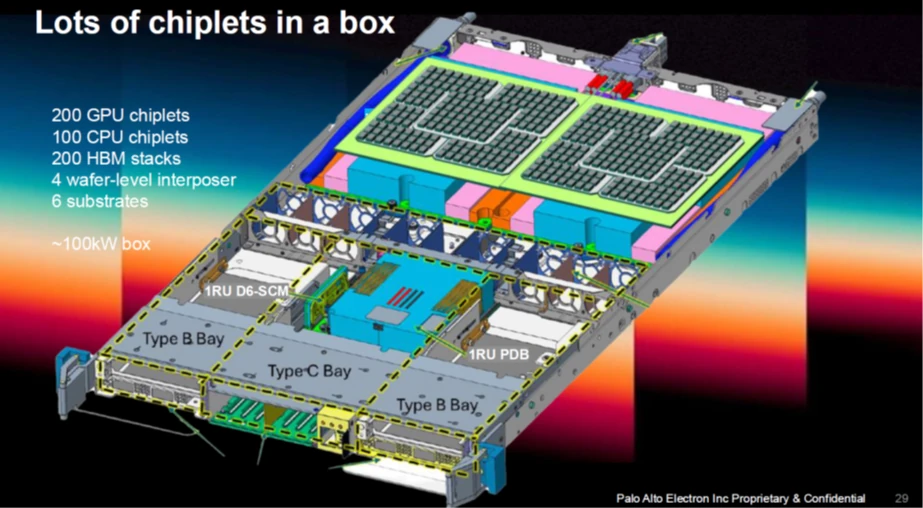 Lots of chiplets in a box
200 GPU chiplets
100 CPU chiplets
200 HBM stacks
4 wafer-level interposer
6 substrates
~100kW box
1RU D6-SCM
1RU PDB
Type B Bay
Type C Bay
Type B Bay
Palo Alto Electron Inc Proprietary & Confidential 29